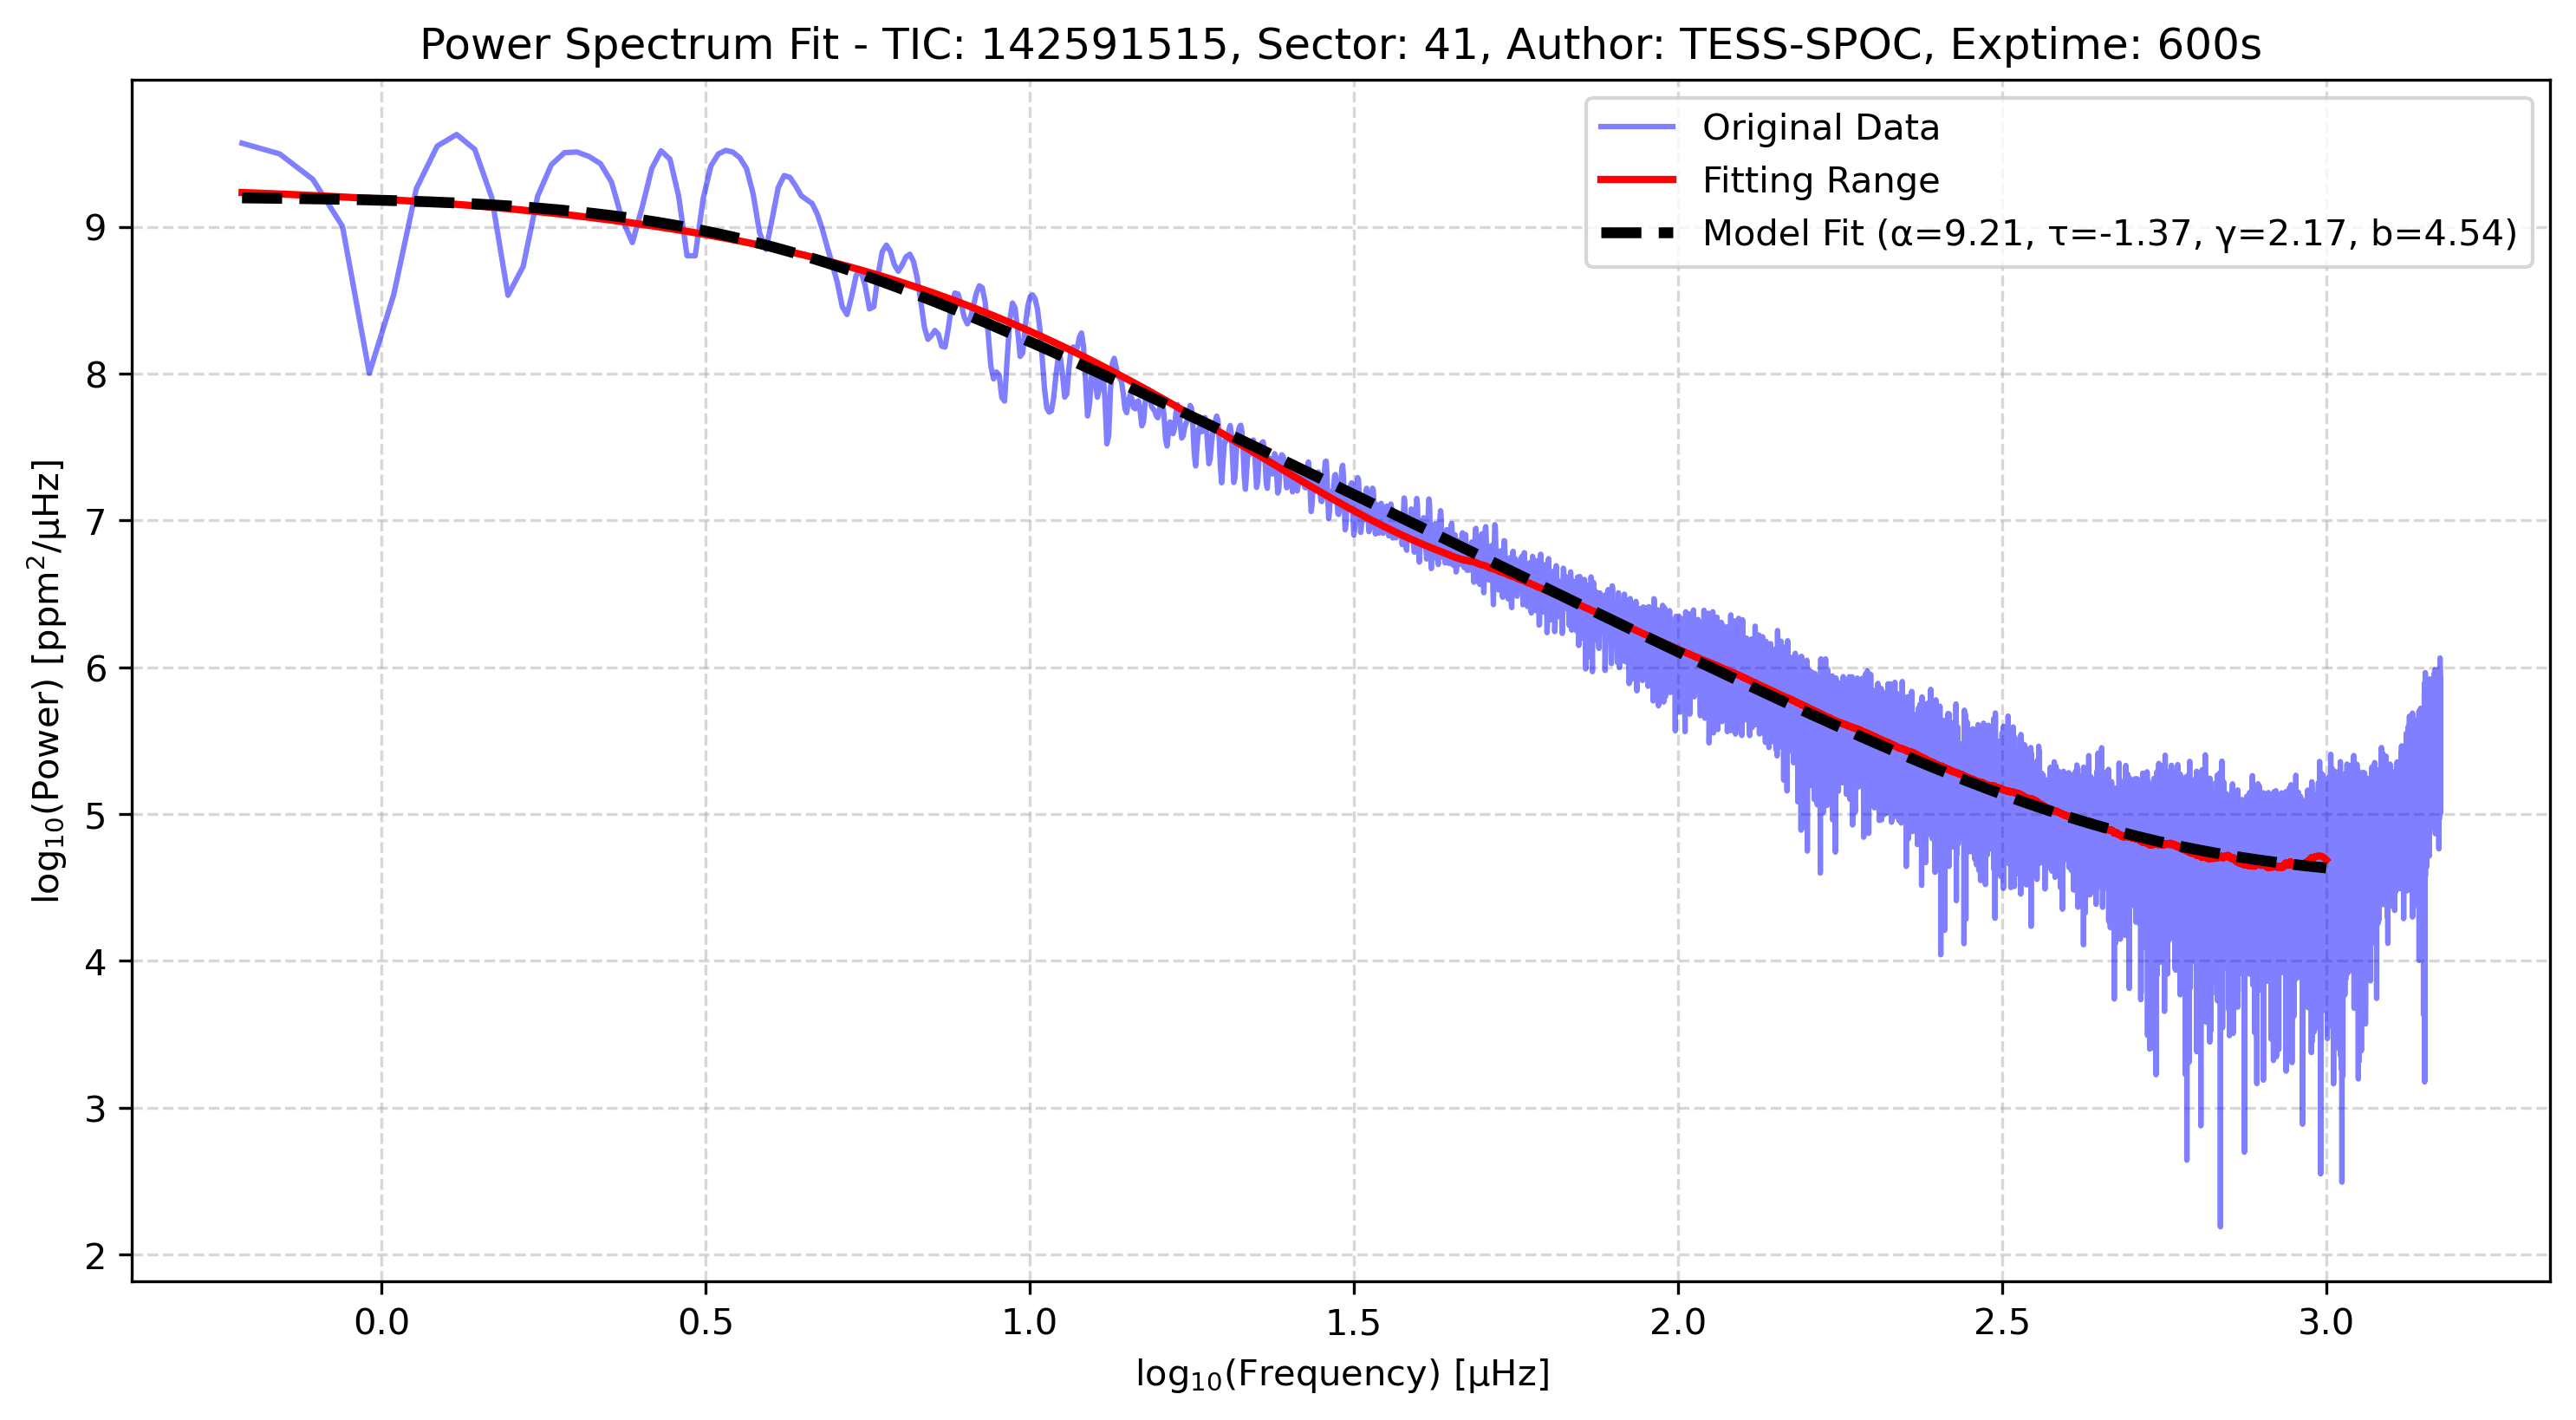 Power Spectrum Fit - TIC: 142591515, Sector: 41, Author: TESS-SPOC, Exptime: 600s
Original Data
Fitting Range
Model Fit (α=9.21, τ=-1.37, γ=2.17, b=4.54)
log₁₀(Power) [ppm²/μHz]
9
8
7
6
5
4
3
2
0.0 0.5 1.0 1.5 2.0 2.5 3.0
log₁₀(Frequency) [μHz]